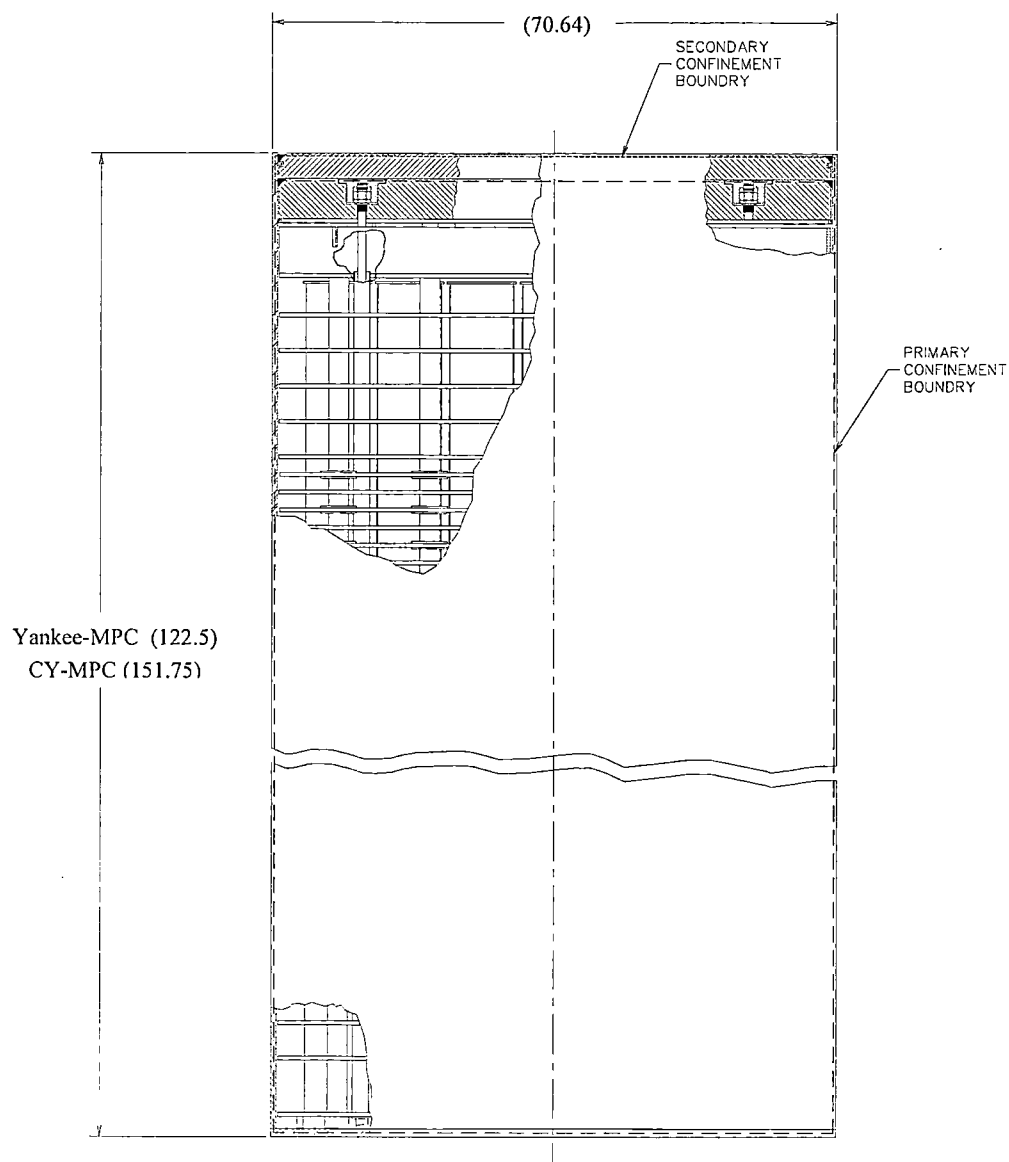 (70.64)
SECONDARY
CONFINEMENT
BOUNDRY
PRIMARY
CONFINEMENT
BOUNDRY
Yankee-MPC (122.5)
CY-MPC (151.75)